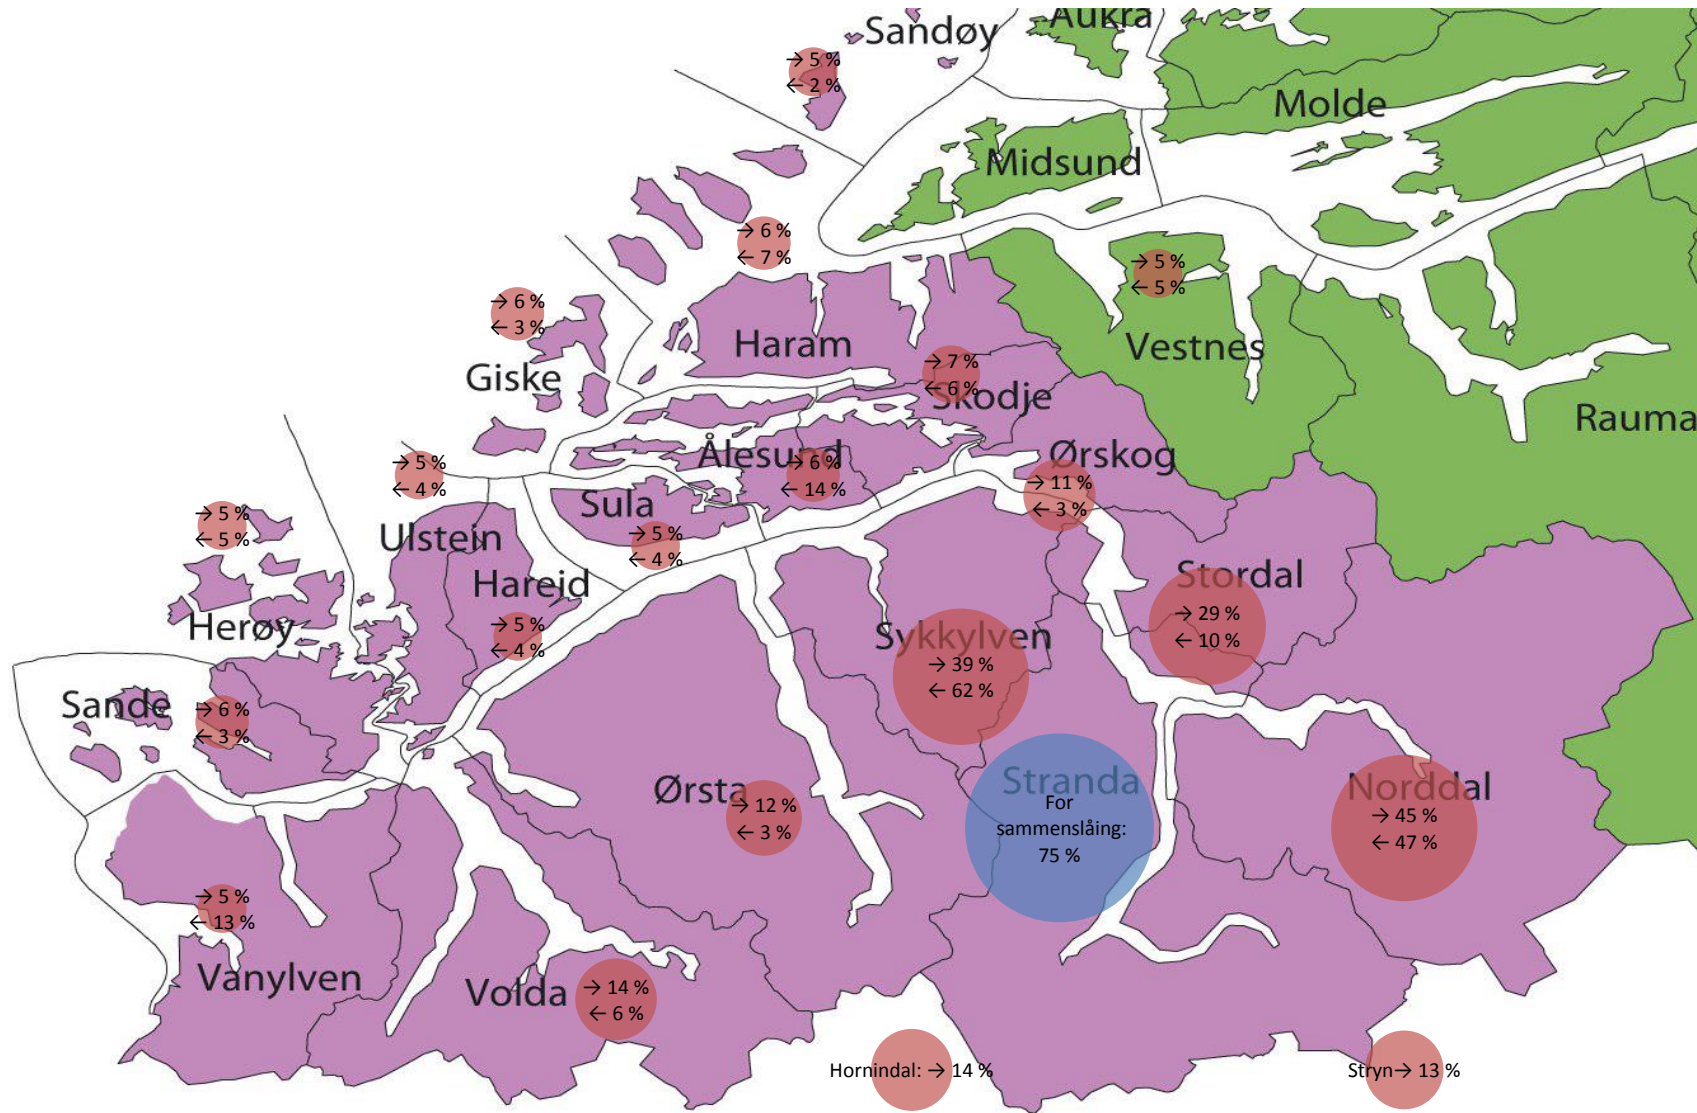 Aukra
Sandøy
→ 5 %
← 2 %
Molde
Midsund
→ 6 %
← 7 %
→ 5 %
← 5 %
→ 6 %
← 3 %
Haram
Vestnes
Giske
→ 7 %
← 6 %
Skodje
Rauma
Ålesund
→ 6 %
← 14 %
Ørskog
→ 11 %
← 3 %
→ 5 %
← 4 %
Sula
→ 5 %
← 4 %
→ 5 %
← 5 %
Ulstein
Hareid
→ 5 %
← 4 %
Stordal
→ 29 %
← 10 %
Herøy
Sykkylven
→ 39 %
← 62 %
Sande
→ 6 %
← 3 %
Ørsta
→ 12 %
← 3 %
Stranda
For
sammenslåing:
75 %
Norddal
→ 45 %
← 47 %
→ 5 %
← 13 %
Vanylven
Volda
→ 14 %
← 6 %
Hornindal: → 14 %
Stryn→ 13 %